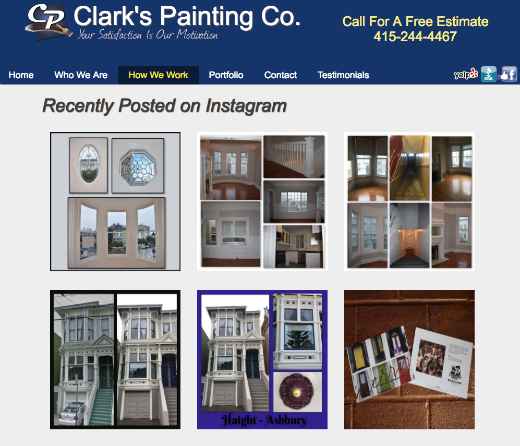 CP Clark's Painting Co.
Your Satisfaction Is Our Motivation
Call For A Free Estimate
415-244-4467
Home Who We Are How We Work Portfolio Contact Testimonials
yelp
f
Recently Posted on Instagram
Haight - Ashbury